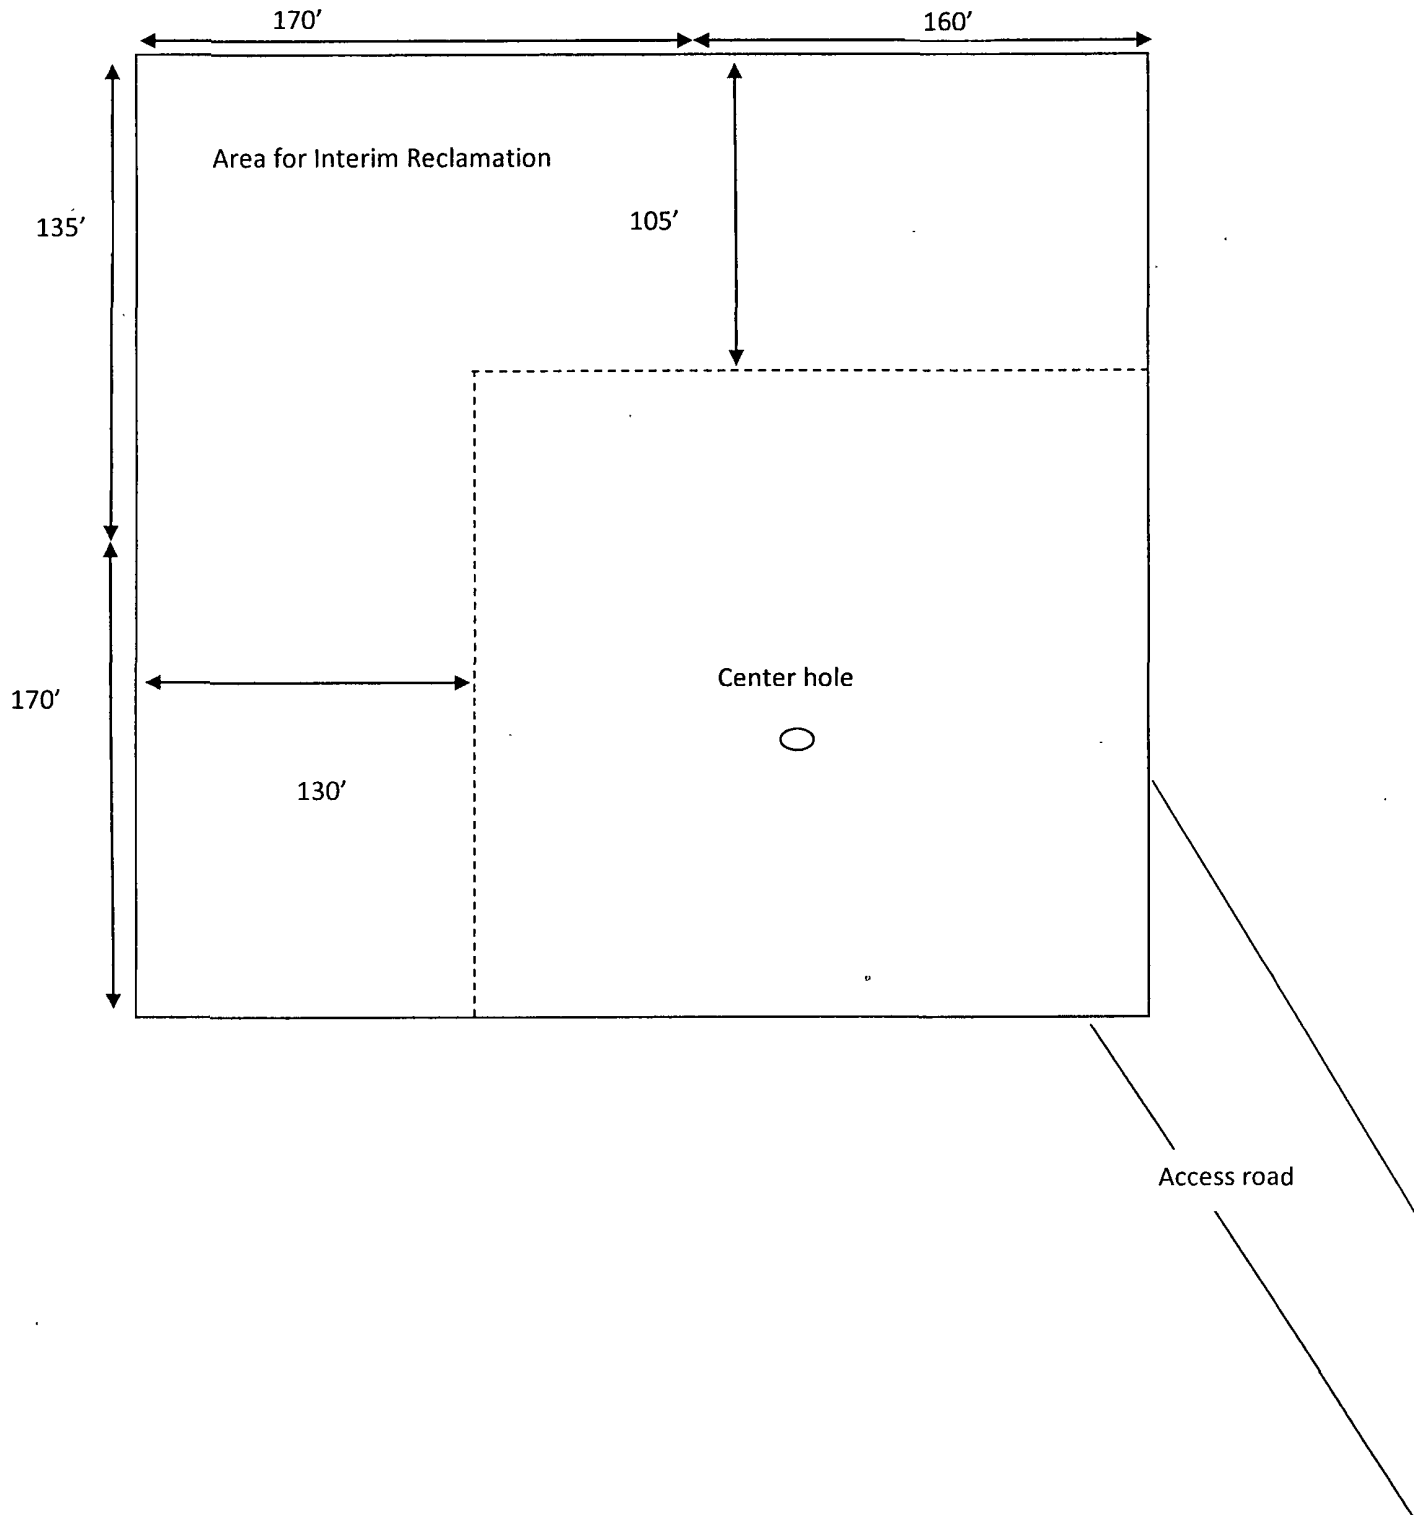 170′
160′
Area for Interim Reclamation
135′
105′
Center hole
170′
130′
Access road